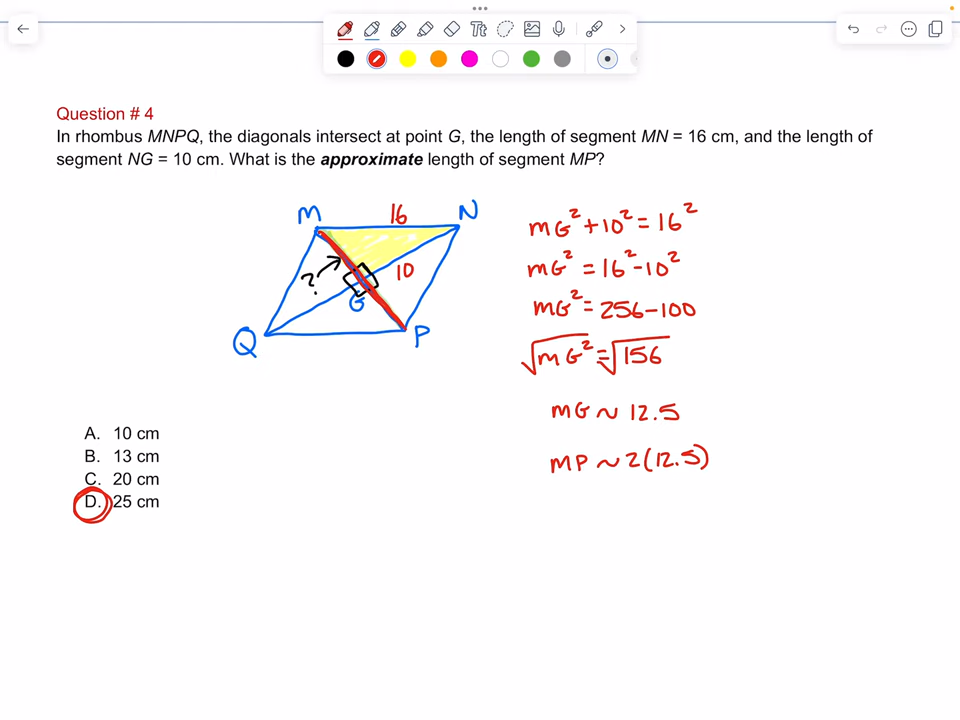 Tt
Question # 4
In rhombus MNPQ, the diagonals intersect at point G, the length of segment MN = 16 cm, and the length of
segment NG = 10 cm. What is the approximate length of segment MP?
M 16 N
? 10
G
Q P
MG² + 10² = 16²
MG² = 16² - 10²
MG² = 256 - 100
√MG² = √156
MG ~ 12.5
MP ~ 2(12.5)
A. 10 cm
B. 13 cm
C. 20 cm
D. 25 cm